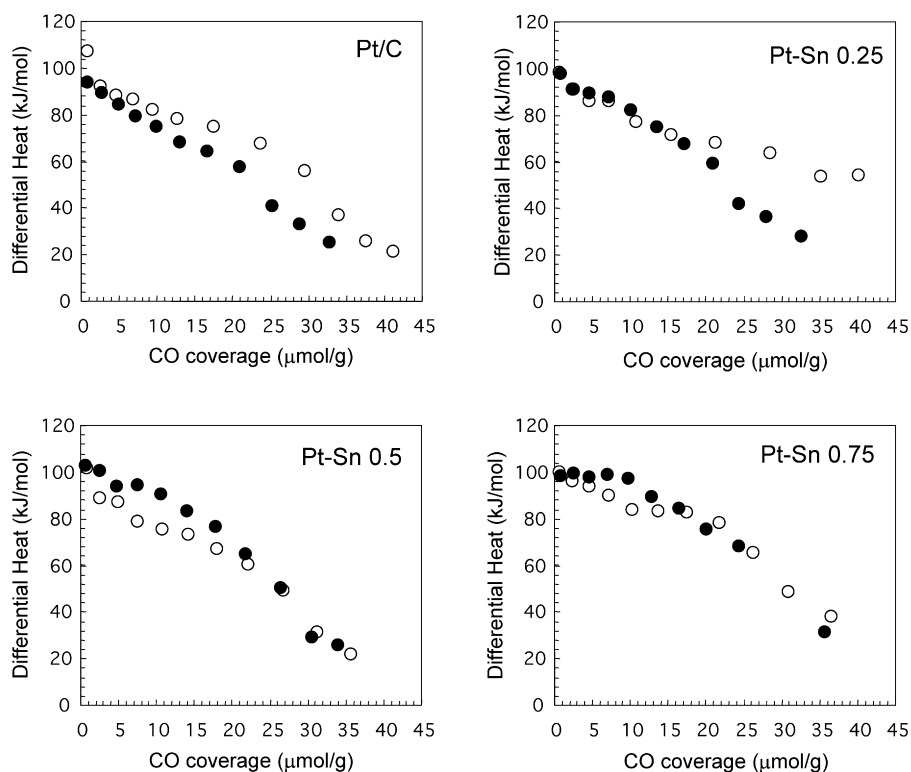 120
100
80
60
40
20
0
Differential Heat (kJ/mol)
Pt/C
0 5 10 15 20 25 30 35 40 45
CO coverage (μmol/g)
120
100
80
60
40
20
0
Differential Heat (kJ/mol)
Pt-Sn 0.25
0 5 10 15 20 25 30 35 40 45
CO coverage (μmol/g)
120
100
80
60
40
20
0
Differential Heat (kJ/mol)
Pt-Sn 0.5
0 5 10 15 20 25 30 35 40 45
CO coverage (μmol/g)
120
100
80
60
40
20
0
Differential Heat (kJ/mol)
Pt-Sn 0.75
0 5 10 15 20 25 30 35 40 45
CO coverage (μmol/g)